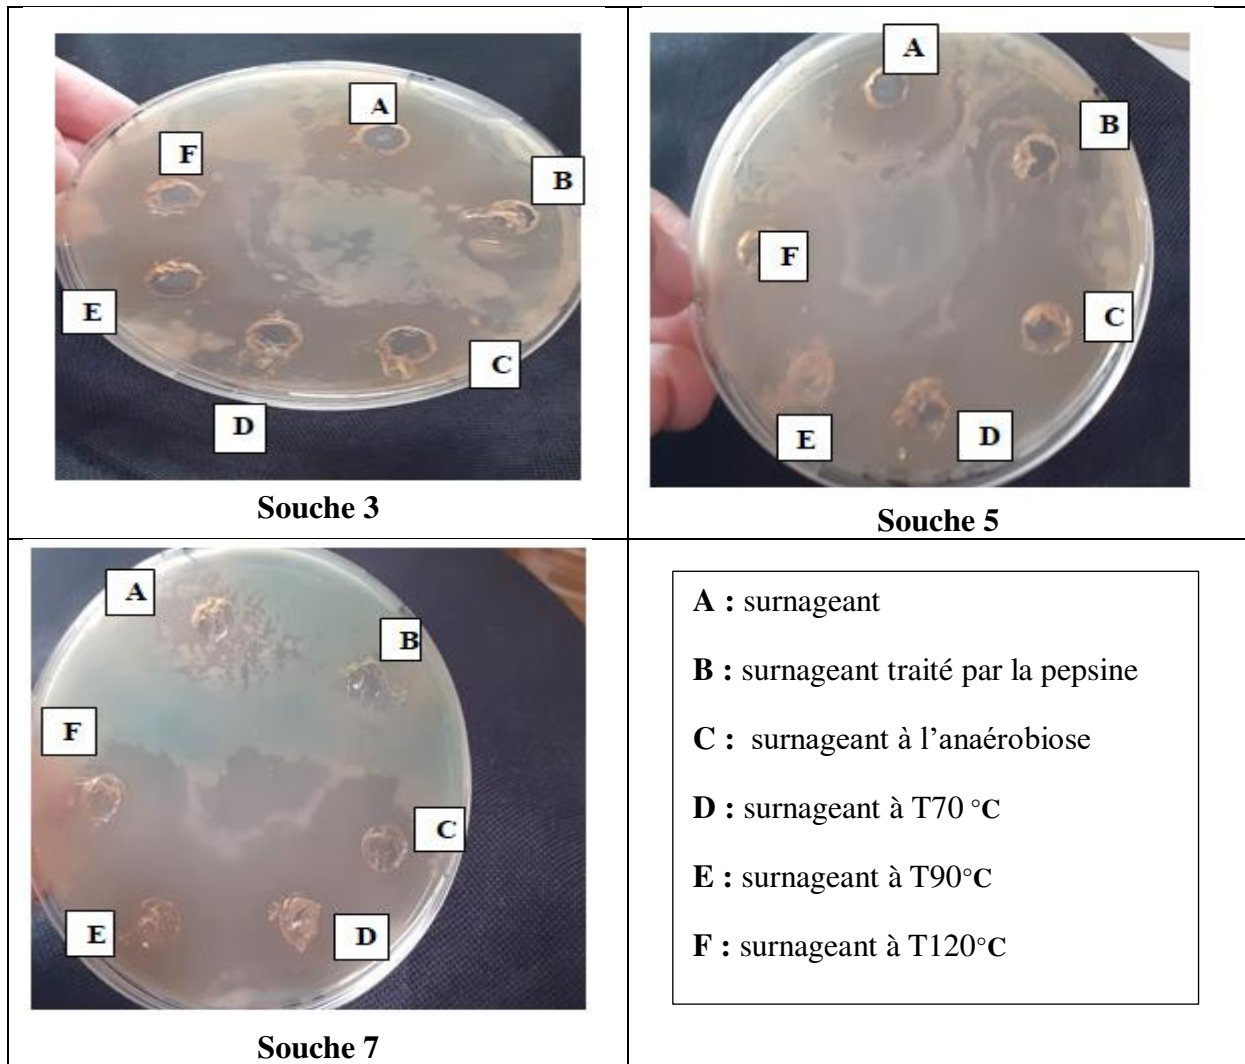 A
F
B
E
C
D
Souche 3
A
B
F
C
E
D
Souche 5
A
B
F
C
E
D
Souche 7
A : surnageant
B : surnageant traité par la pepsine
C : surnageant à l'anaérobiose
D : surnageant à T70 °C
E : surnageant à T90°C
F : surnageant à T120°C